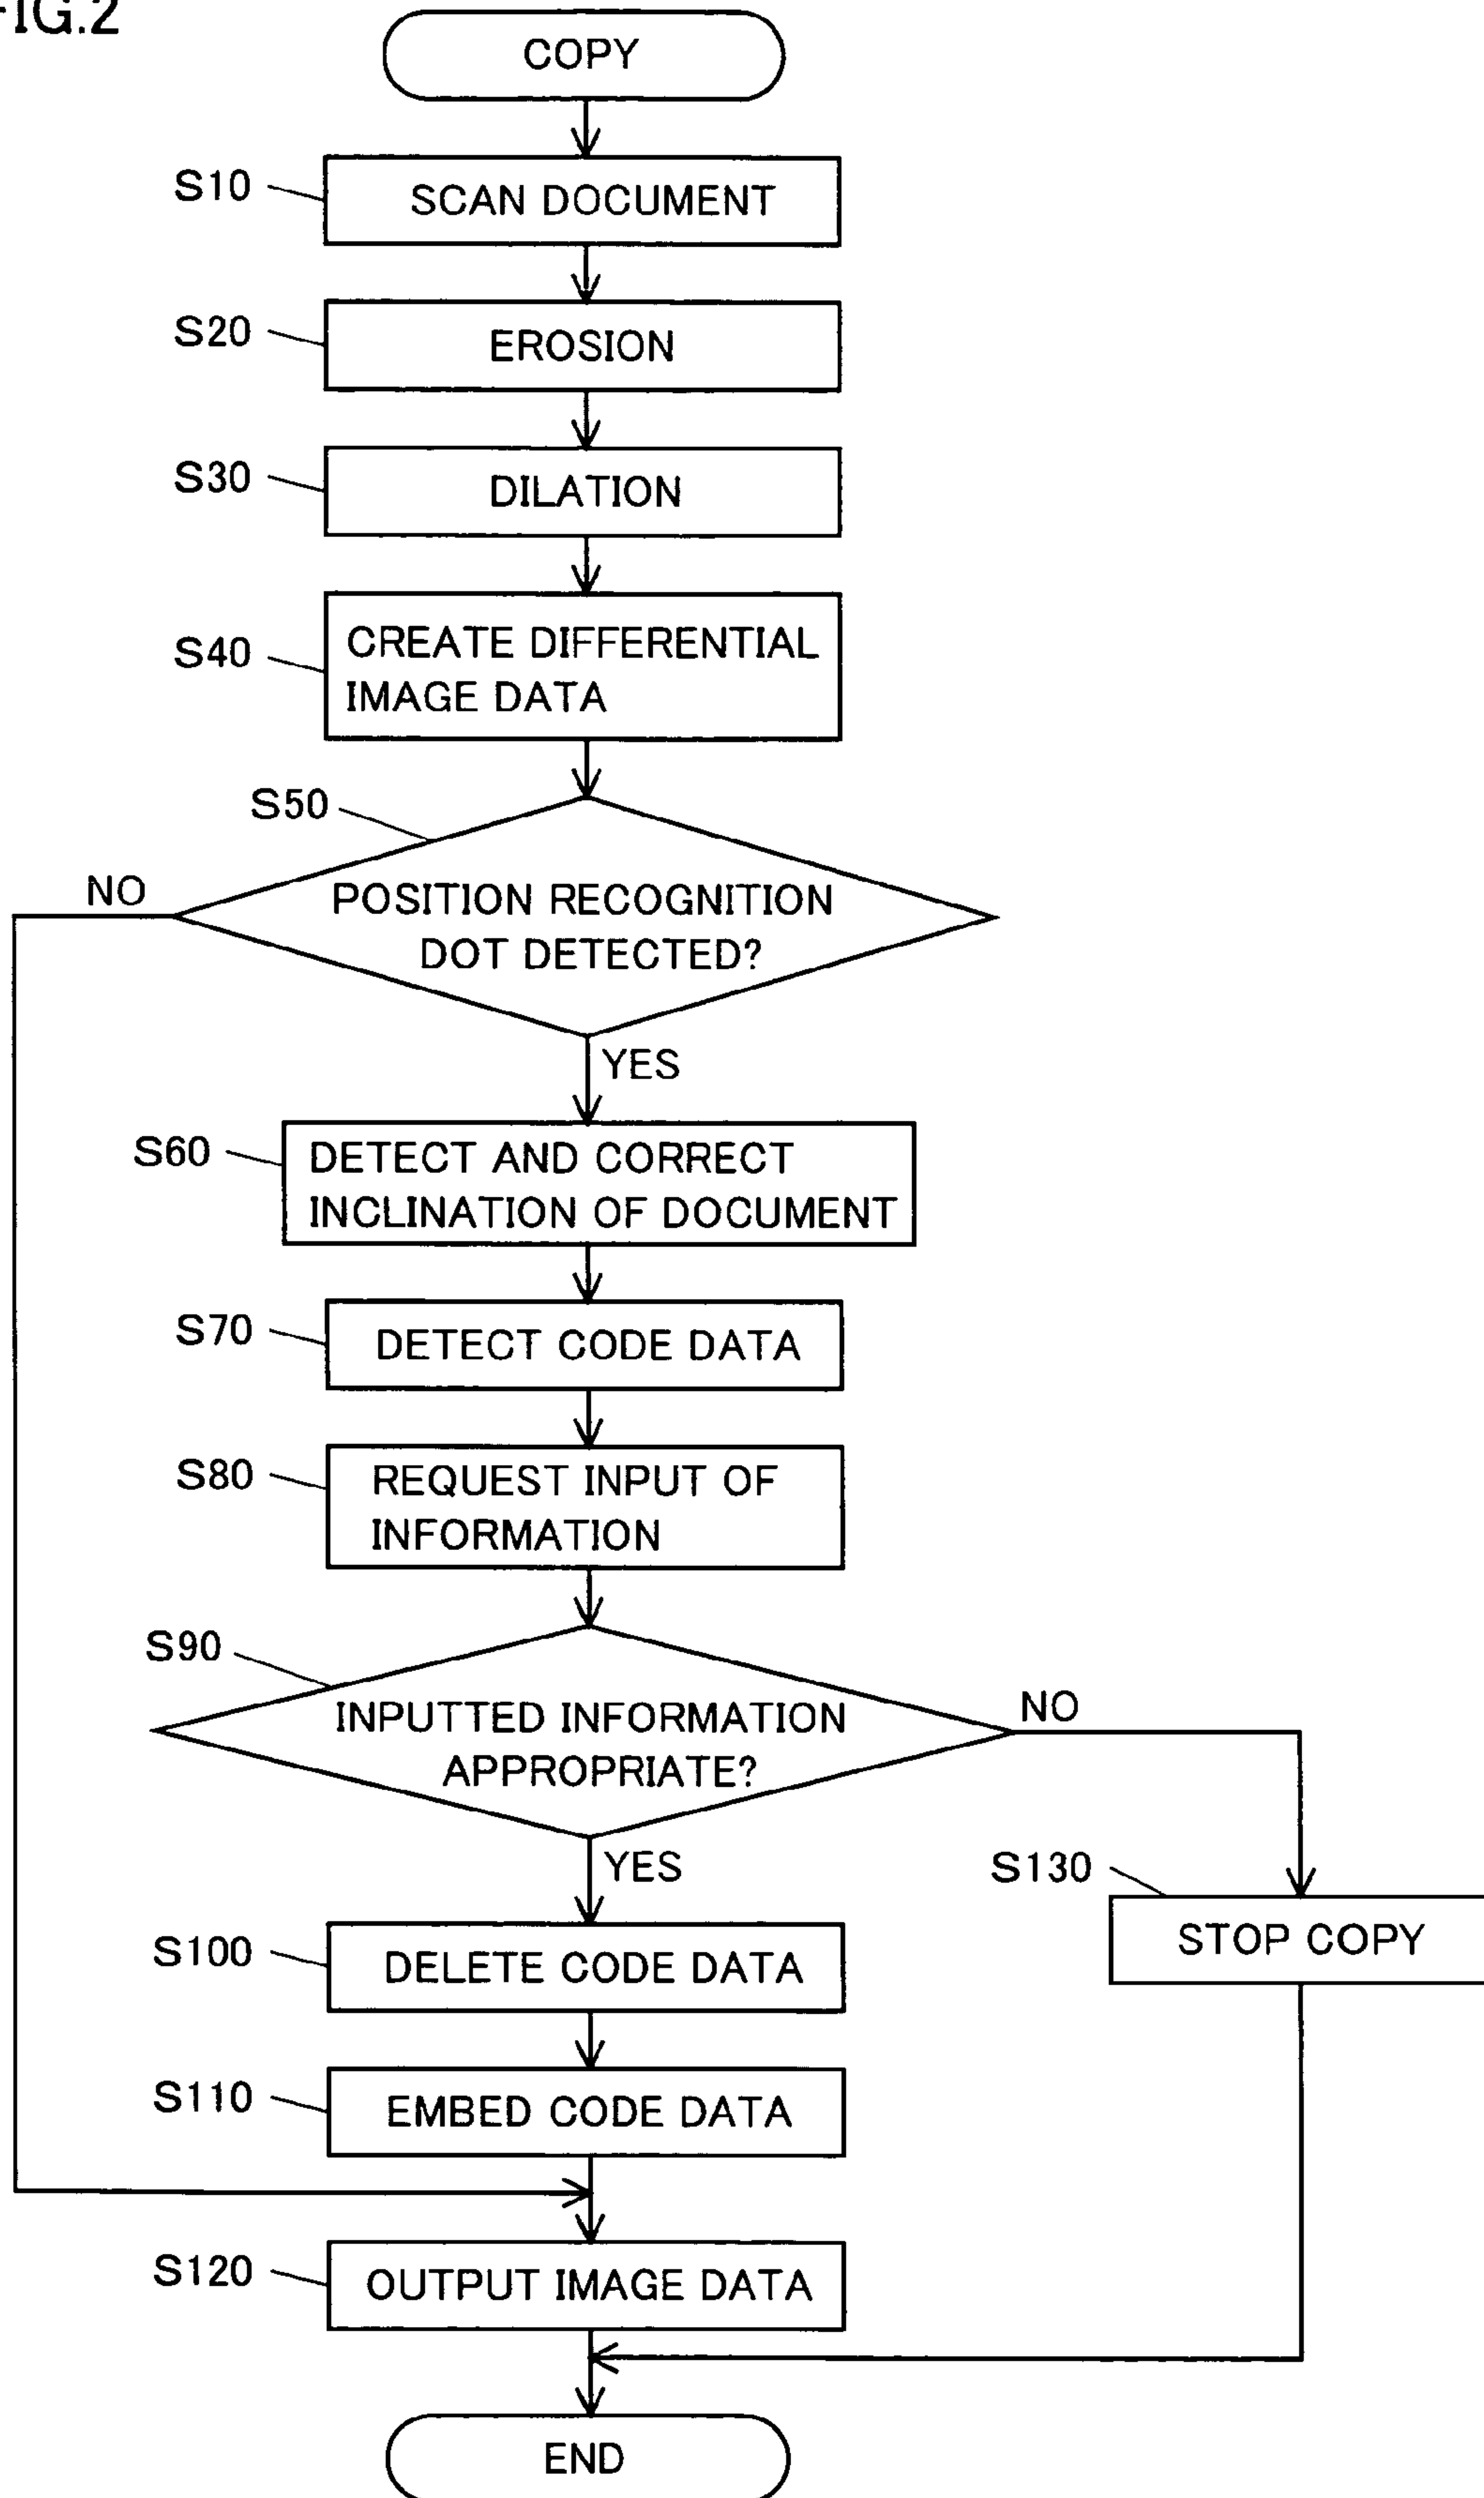 FIG.2
COPY
S10
SCAN DOCUMENT
S20
EROSION
S30
DILATION
S40
CREATE DIFFERENTIAL
IMAGE DATA
S50
NO
POSITION RECOGNITION
DOT DETECTED?
YES
S60
DETECT AND CORRECT
INCLINATION OF DOCUMENT
S70
DETECT CODE DATA
S80
REQUEST INPUT OF
INFORMATION
S90
INPUTTED INFORMATION
APPROPRIATE?
NO
YES
S130
STOP COPY
S100
DELETE CODE DATA
S110
EMBED CODE DATA
S120
OUTPUT IMAGE DATA
END